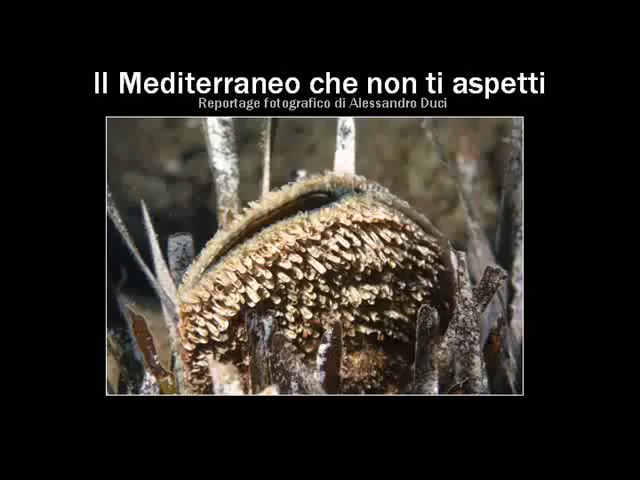 Il Mediterraneo che non ti aspetti
Reportage fotografico di Alessandro Duci